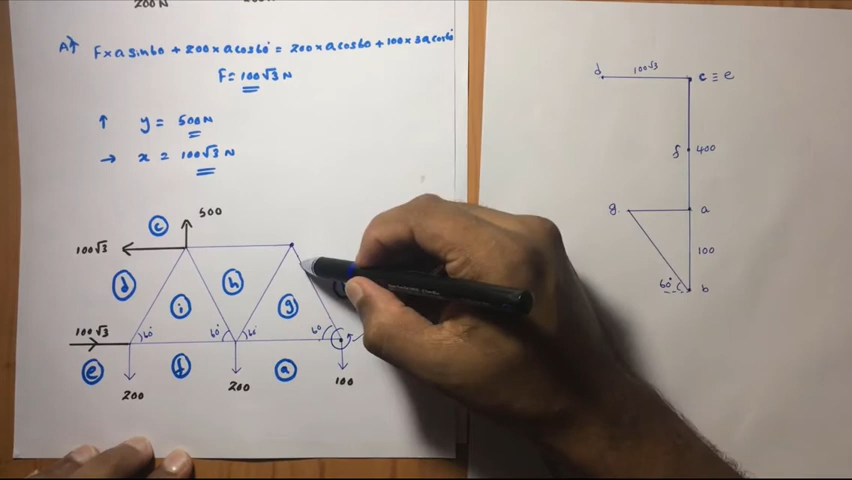 200 N
A↑ F × a sin60 + 200 × a cos60° = 200 × a cos60 + 100 × 3a cos60°
F = 100√3 N
↑ y = 500 N
→ x = 100√3 N
c
500
100√3
d
i
h
g
100√3
60°
60°
60°
60
e
f
a
200
200
100
d
100√3
c ≡ e
f
400
g
a
100
60°
b